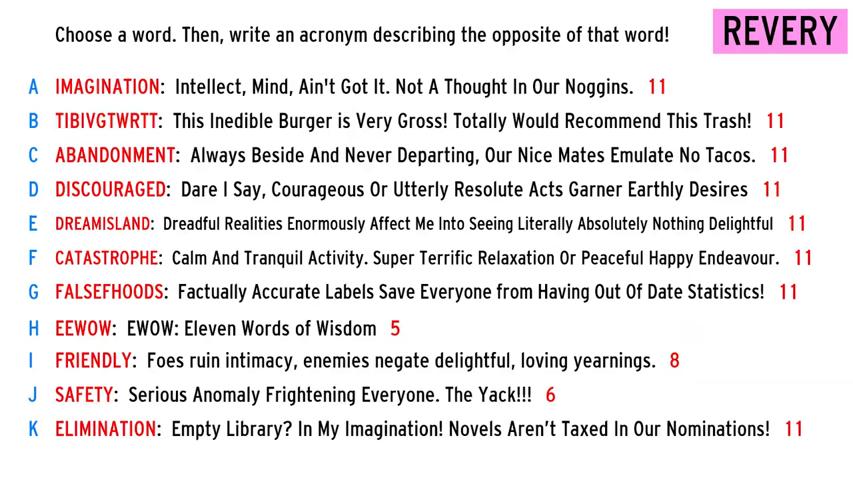 Choose a word. Then, write an acronym describing the opposite of that word!
REVERY
A IMAGINATION: Intellect, Mind, Ain't Got It. Not A Thought In Our Noggins. 11
B TIBIVGTWRTT: This Inedible Burger is Very Gross! Totally Would Recommend This Trash! 11
C ABANDONMENT: Always Beside And Never Departing, Our Nice Mates Emulate No Tacos. 11
D DISCOURAGED: Dare I Say, Courageous Or Utterly Resolute Acts Garner Earthly Desires 11
E DREAMISLAND: Dreadful Realities Enormously Affect Me Into Seeing Literally Absolutely Nothing Delightful 11
F CATASTROPHE: Calm And Tranquil Activity. Super Terrific Relaxation Or Peaceful Happy Endeavour. 11
G FALSEFHOODS: Factually Accurate Labels Save Everyone from Having Out Of Date Statistics! 11
H EEWOW: EWOW: Eleven Words of Wisdom 5
I FRIENDLY: Foes ruin intimacy, enemies negate delightful, loving yearnings. 8
J SAFETY: Serious Anomaly Frightening Everyone. The Yack!!! 6
K ELIMINATION: Empty Library? In My Imagination! Novels Aren’t Taxed In Our Nominations! 11